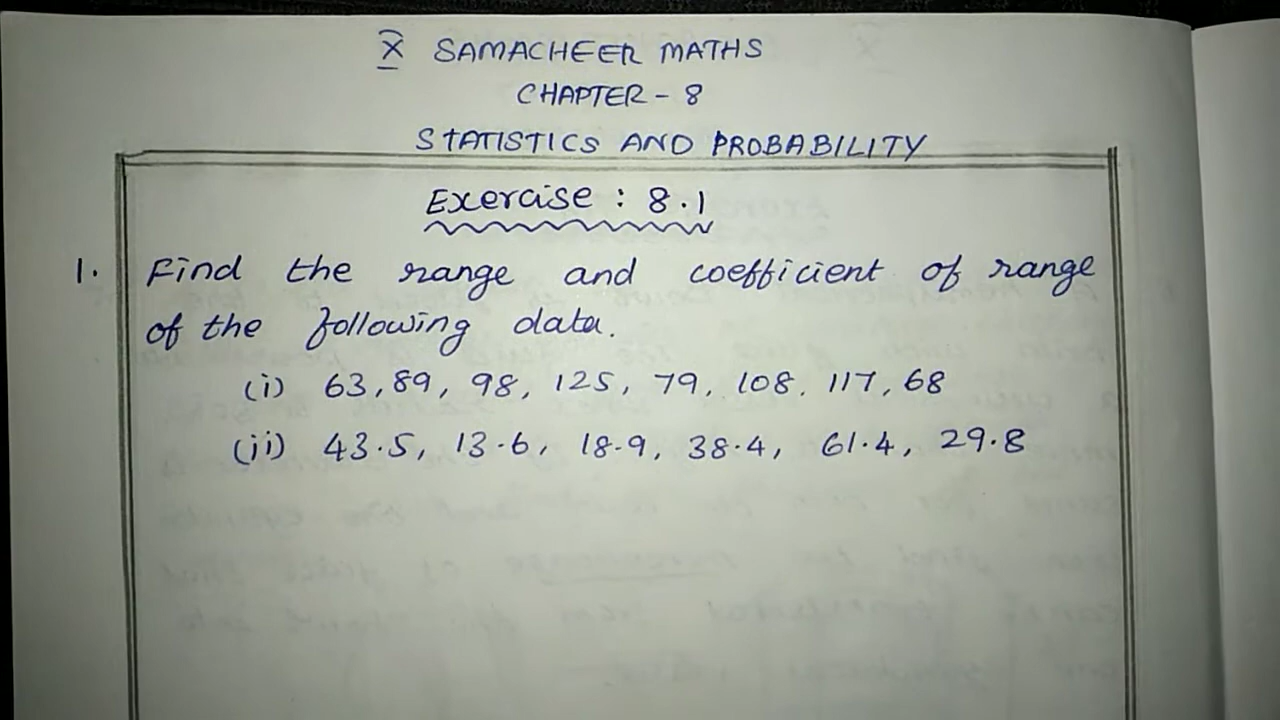 X SAMACHEER MATHS
CHAPTER - 8
STATISTICS AND PROBABILITY
Exercise : 8.1
1. Find the range and coefficient of range
of the following data.
(i) 63, 89, 98, 125, 79, 108. 117, 68
(ii) 43.5, 13.6, 18.9, 38.4, 61.4, 29.8